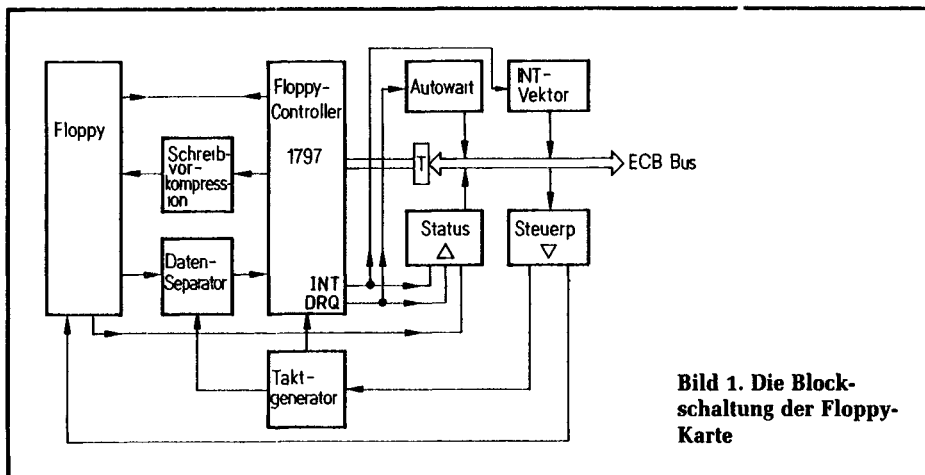 Floppy
Floppy-
Controller
1797
Schreib-
vor-
kompress-
ion
Daten-
Separator
INT
DRQ
Takt-
generator
Autowart
INT-
Vektor
T
ECB Bus
Status
Steuerp
Bild 1. Die Block-
schaltung der Floppy-
Karte